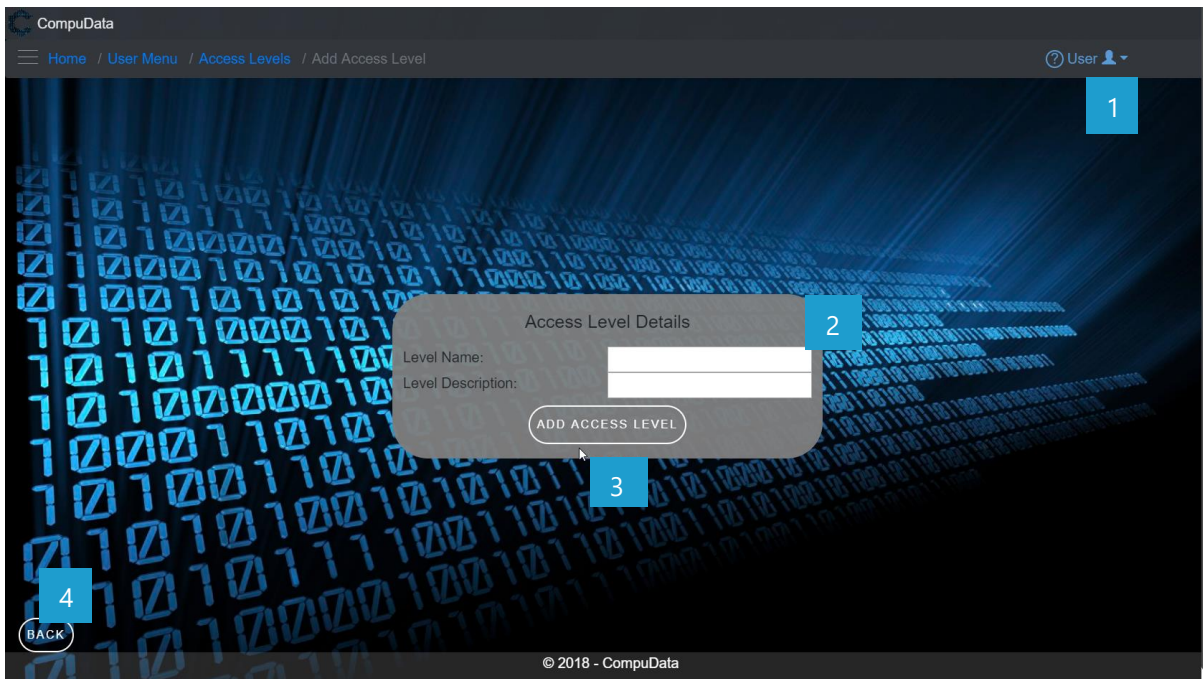 CompuData
Home / User Menu / Access Levels / Add Access Level
? User
1
Access Level Details
2
Level Name:
Level Description:
ADD ACCESS LEVEL
3
4
BACK
© 2018 - CompuData